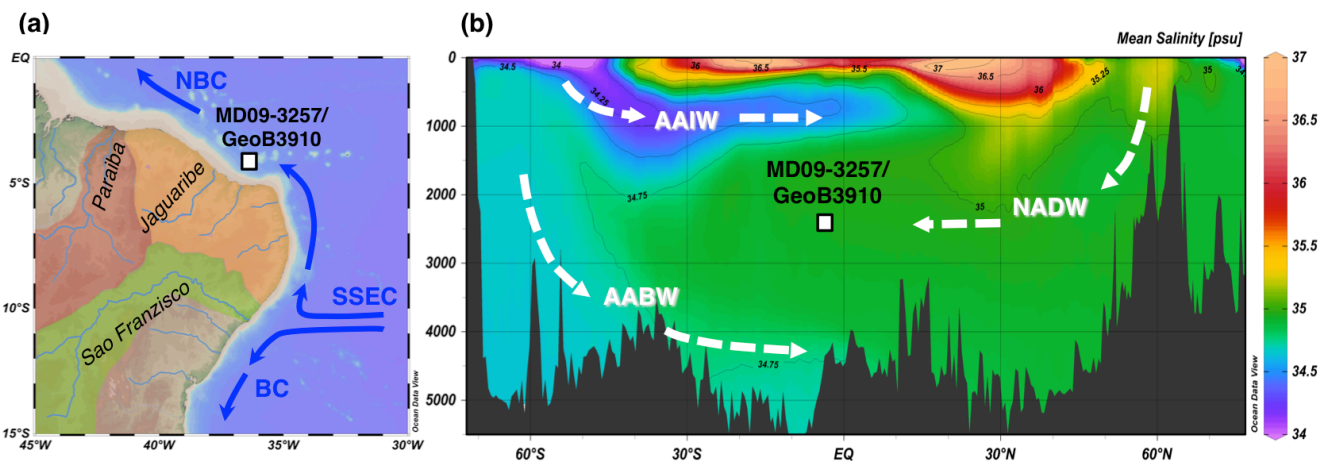 (a)
EQ
5°S
10°S
15°S
45°W
40°W
35°W
30°W
NBC
MD09-3257/
GeoB3910
Paraiba
Jaguaribe
Sao Franzisco
SSEC
BC
Ocean Data View
(b)
Mean Salinity [psu]
0
1000
2000
3000
4000
5000
60°S
30°S
EQ
30°N
60°N
34.5
34
34.25
36
36.5
35.5
37
36.5
36
35.25
35
34
AAIW
34.75
MD09-3257/
GeoB3910
35
NADW
AABW
34.75
Ocean Data View
37
36.5
36
35.5
35
34.5
34